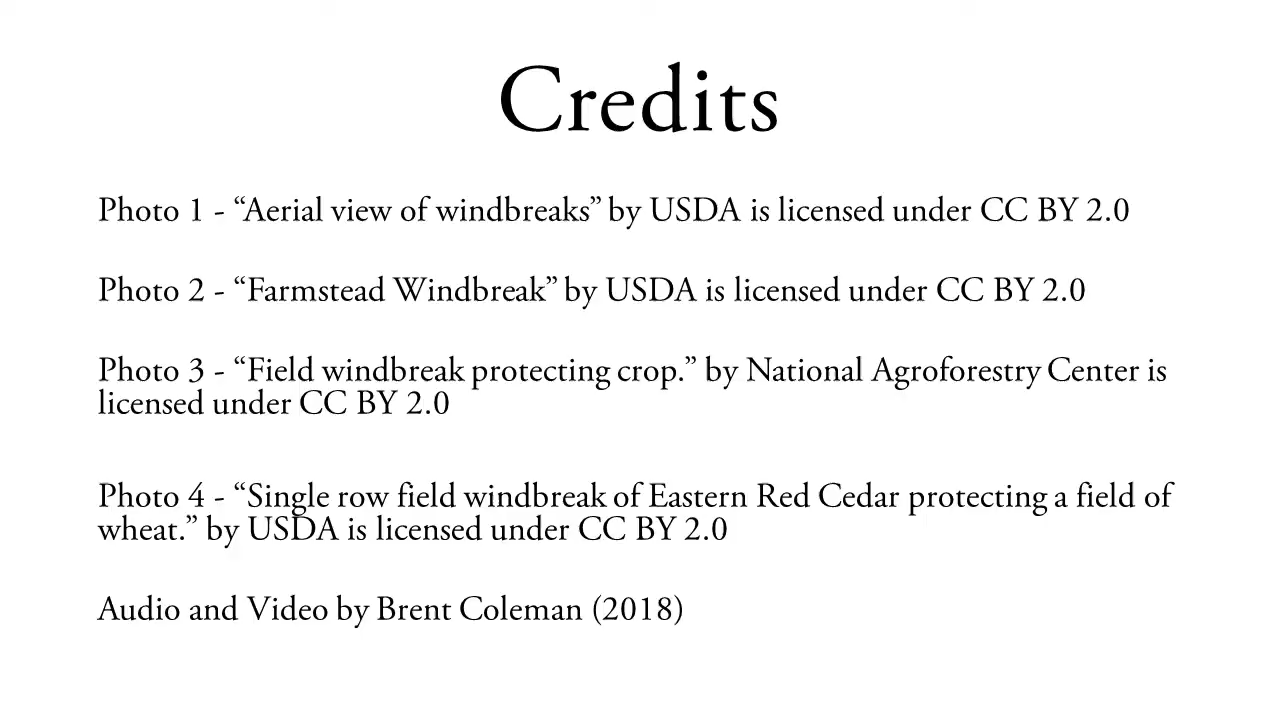 Credits
Photo 1 - “Aerial view of windbreaks” by USDA is licensed under CC BY 2.0
Photo 2 - “Farmstead Windbreak” by USDA is licensed under CC BY 2.0
Photo 3 - “Field windbreak protecting crop.” by National Agroforestry Center is
licensed under CC BY 2.0
Photo 4 - “Single row field windbreak of Eastern Red Cedar protecting a field of
wheat.” by USDA is licensed under CC BY 2.0
Audio and Video by Brent Coleman (2018)